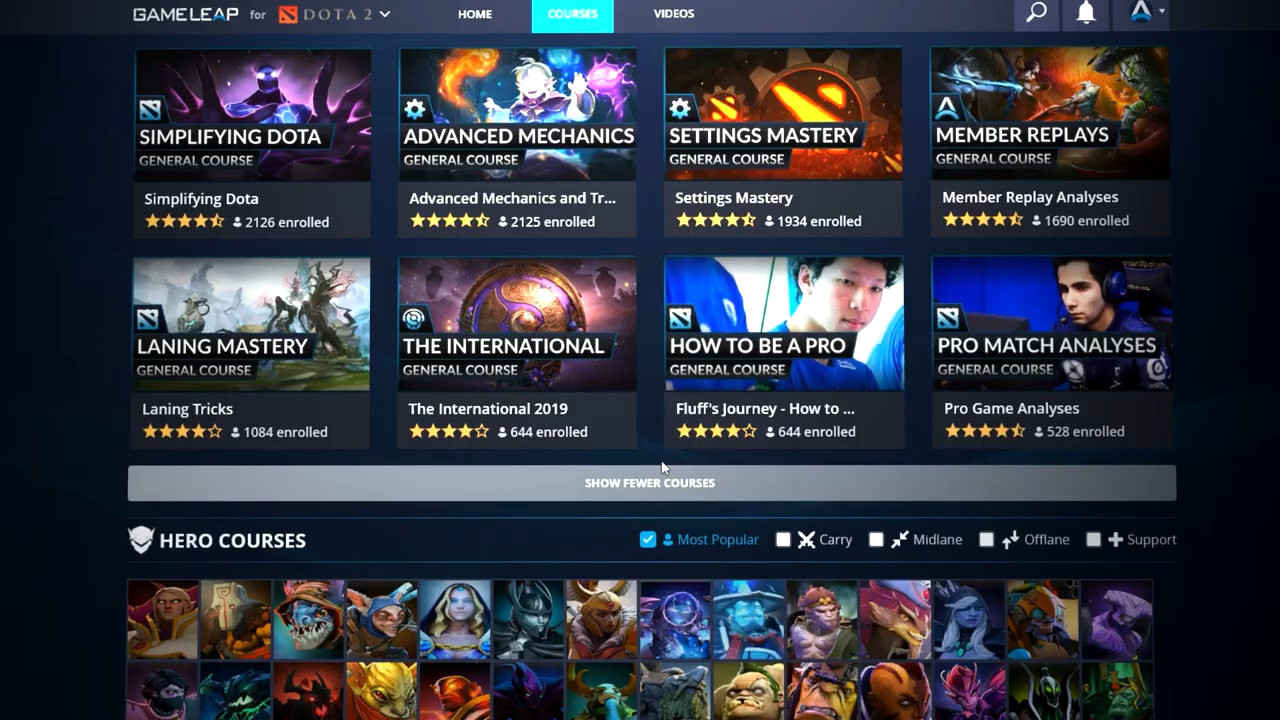 GAMELEAP for DOTA 2 HOME COURSES VIDEOS
SIMPLIFYING DOTA
GENERAL COURSE
Simplifying Dota
2126 enrolled
ADVANCED MECHANICS
GENERAL COURSE
Advanced Mechanics and Tr...
2125 enrolled
SETTINGS MASTERY
GENERAL COURSE
Settings Mastery
1934 enrolled
MEMBER REPLAYS
GENERAL COURSE
Member Replay Analyses
1690 enrolled
LANING MASTERY
GENERAL COURSE
Laning Tricks
1084 enrolled
THE INTERNATIONAL
GENERAL COURSE
The International 2019
644 enrolled
HOW TO BE A PRO
GENERAL COURSE
Fluff's Journey - How to ...
644 enrolled
PRO MATCH ANALYSES
GENERAL COURSE
Pro Game Analyses
528 enrolled
SHOW FEWER COURSES
HERO COURSES Most Popular Carry Midlane Offlane Support